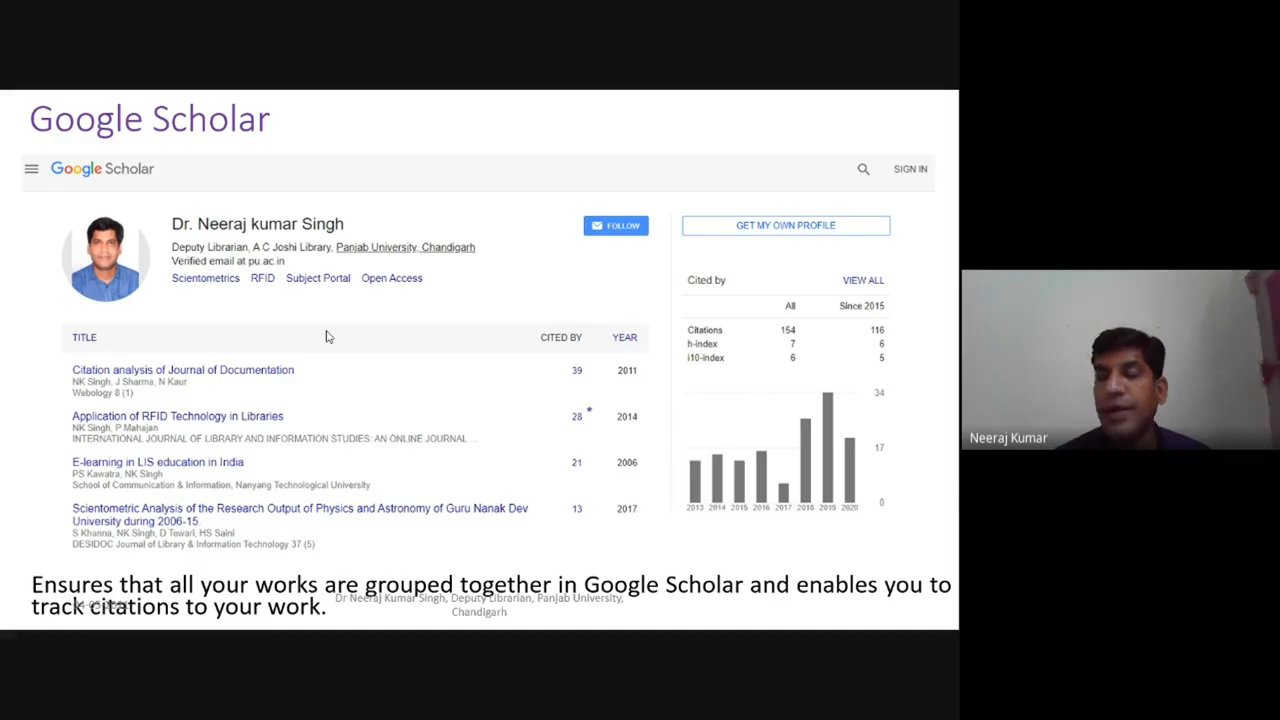 Google Scholar
Google Scholar
SIGN IN
Dr. Neeraj kumar Singh
FOLLOW
Deputy Librarian, A C Joshi Library, Panjab University, Chandigarh
Verified email at pu.ac.in
Scientometrics RFID Subject Portal Open Access
TITLE CITED BY YEAR
Citation analysis of Journal of Documentation 39 2011
NK Singh, J Sharma, N Kaur
Webology 8 (1)
Application of RFID Technology in Libraries 28 * 2014
NK Singh, P Mahajan
INTERNATIONAL JOURNAL OF LIBRARY AND INFORMATION STUDIES: AN ONLINE JOURNAL ...
E-learning in LIS education in India 21 2006
PS Kawatra, NK Singh
School of Communication & Information, Nanyang Technological University
Scientometric Analysis of the Research Output of Physics and Astronomy of Guru Nanak Dev 13 2017
University during 2006-15.
S Khanna, NK Singh, D Tewari, HS Saini
DESIDOC Journal of Library & Information Technology 37 (5)
GET MY OWN PROFILE
Cited by VIEW ALL
All Since 2015
Citations 154 116
h-index 7 6
i10-index 6 5
34
17
0
2013 2014 2015 2016 2017 2018 2019 2020
Ensures that all your works are grouped together in Google Scholar and enables you to
track citations to your work.
Dr Neeraj Kumar Singh, Deputy Librarian, Panjab University,
Chandigarh
Neeraj Kumar